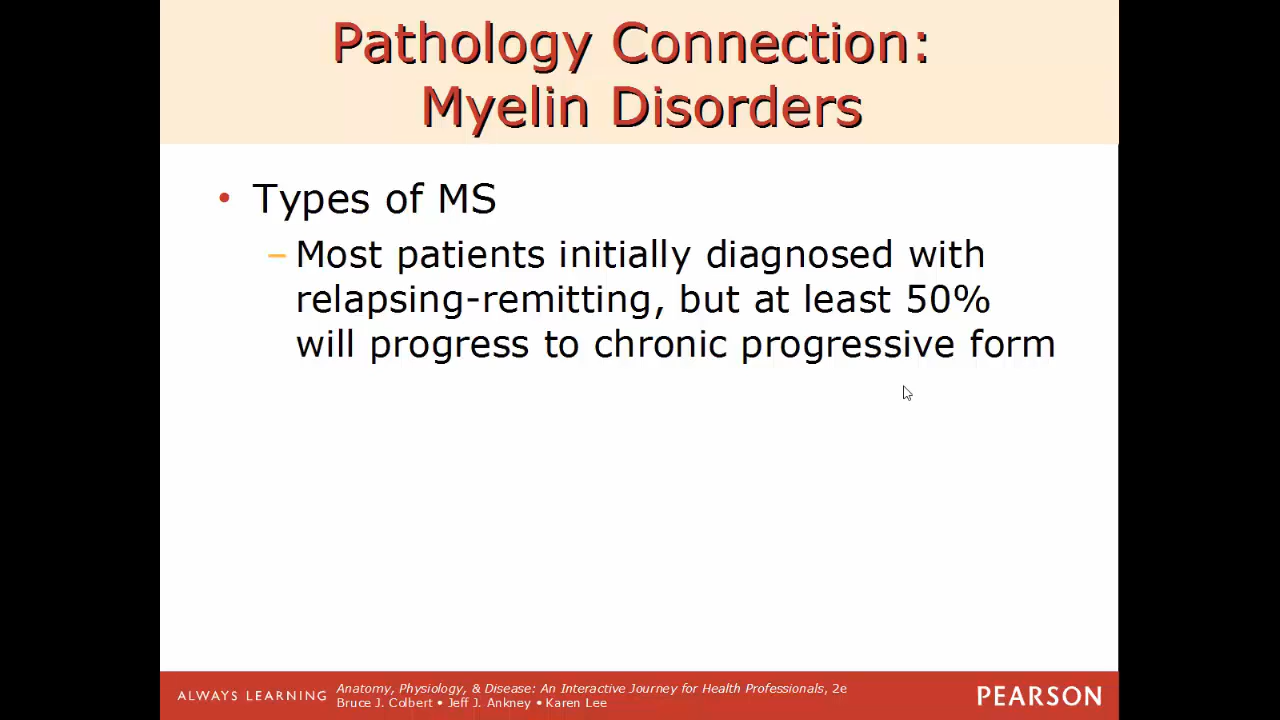 Pathology Connection:
Myelin Disorders
• Types of MS
– Most patients initially diagnosed with
relapsing-remitting, but at least 50%
will progress to chronic progressive form
ALWAYS LEARNING
Anatomy, Physiology, & Disease: An Interactive Journey for Health Professionals, 2e
Bruce J. Colbert • Jeff J. Ankney • Karen Lee
PEARSON